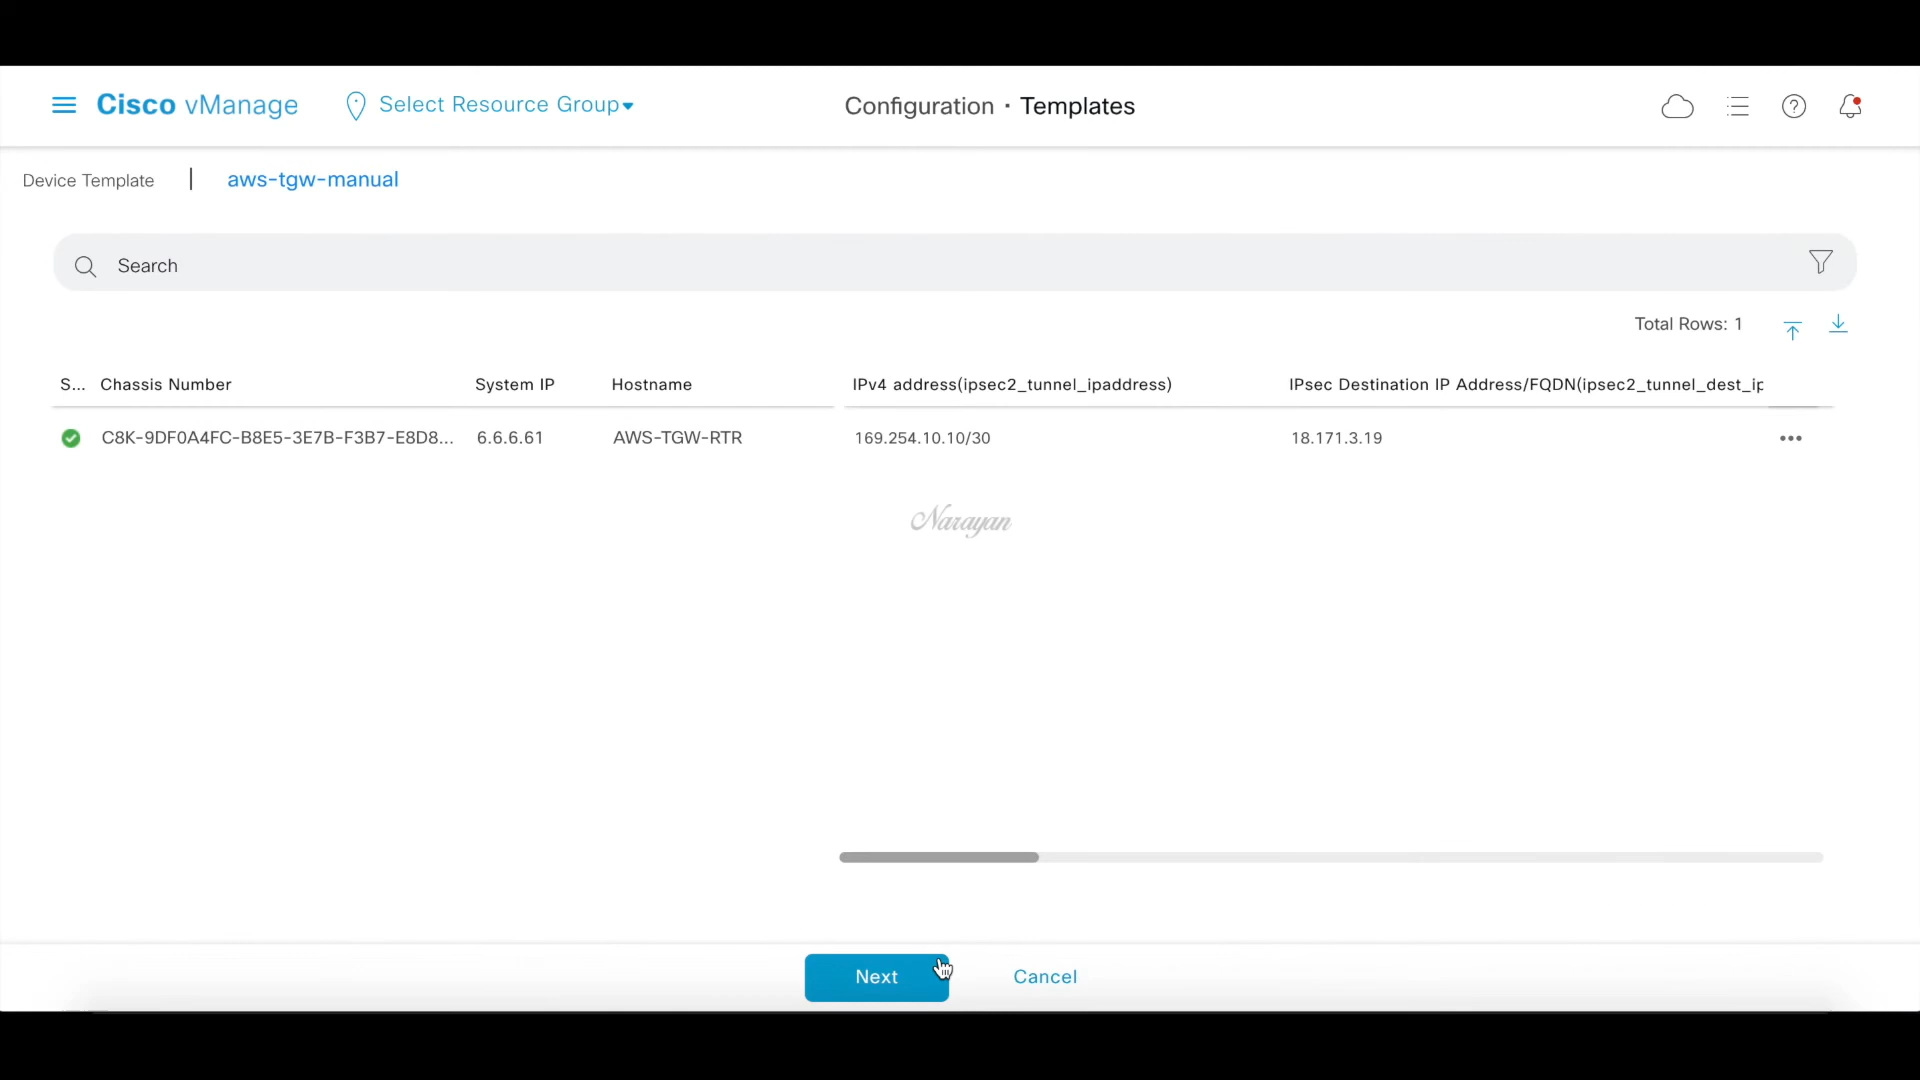 Cisco vManage
Select Resource Group
Configuration · Templates
Device Template
aws-tgw-manual
Search
Total Rows: 1
S... Chassis Number System IP Hostname IPv4 address(ipsec2_tunnel_ipaddress) IPsec Destination IP Address/FQDN(ipsec2_tunnel_dest_ip
C8K-9DF0A4FC-B8E5-3E7B-F3B7-E8D8... 6.6.6.61 AWS-TGW-RTR 169.254.10.10/30 18.171.3.19
Narayan
Next Cancel